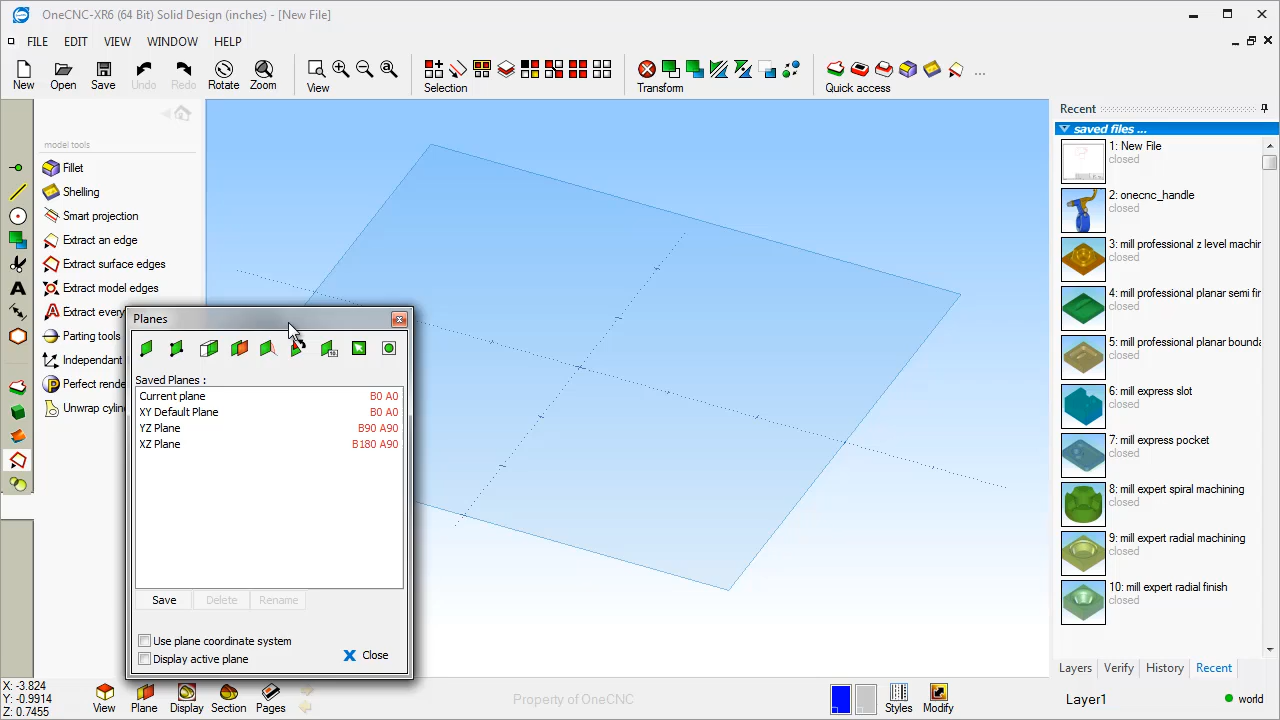 OneCNC-XR6 (64 Bit) Solid Design (inches) - [New File]
FILE EDIT VIEW WINDOW HELP
New Open Save Undo Redo Rotate Zoom View Selection Transform Quick access ...
model tools
Fillet
Shelling
Smart projection
Extract an edge
Extract surface edges
Extract model edges
Extract every
Parting tools
Independant
Perfect rende
Unwrap cylin
Planes
Saved Planes :
Current plane B0 A0
XY Default Plane B0 A0
YZ Plane B90 A90
XZ Plane B180 A90
Save Delete Rename
Use plane coordinate system
Display active plane
X Close
Recent
saved files ...
1: New File
closed
2: onecnc_handle
closed
3: mill professional z level machin
closed
4: mill professional planar semi fir
closed
5: mill professional planar bounda
closed
6: mill express slot
closed
7: mill express pocket
closed
8: mill expert spiral machining
closed
9: mill expert radial machining
closed
10: mill expert radial finish
closed
Layers Verify History Recent
X: -3.824
Y: -0.9914
Z: 0.7455
View Plane Display Section Pages
Property of OneCNC
Styles Modify
Layer1
world